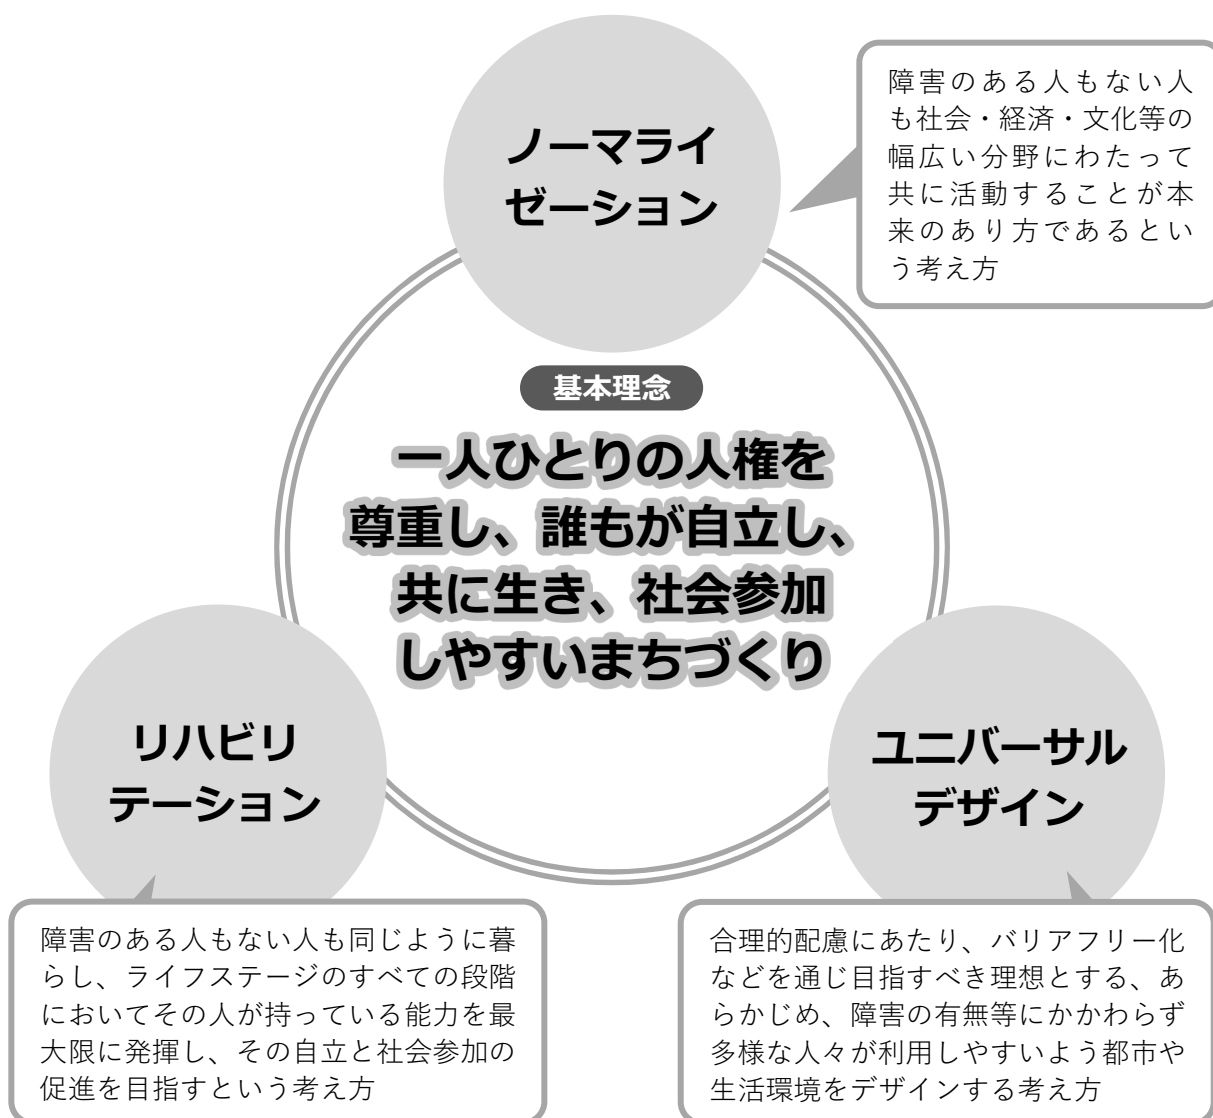 ノーマライ
ゼーション
障害のある人もない人
も社会・経済・文化等の
幅広い分野にわたって
共に活動することが本
来のあり方であるとい
う考え方
基本理念
一人ひとりの人権を
尊重し、誰もが自立し、
共に生き、社会参加
しやすいまちづくり
リハビリ
テーション
ユニバーサル
デザイン
障害のある人もない人も同じように暮
らし、ライフステージのすべての段階
においてその人が持っている能力を最
大限に発揮し、その自立と社会参加の
促進を目指すという考え方
合理的配慮にあたり、バリアフリー化
などを通じ目指すべき理想とする、あ
らかじめ、障害の有無等にかかわらず
多様な人々が利用しやすいよう都市や
生活環境をデザインする考え方